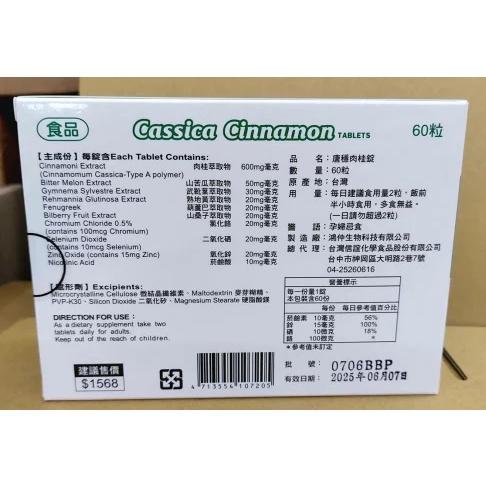 食品
Cassica Cinnamon TABLETS
60粒
【主成份】每錠含Each Tablet Contains:
Cinnamoni Extract 肉桂萃取物 600mg毫克
(Cinnamomum Cassica-Type A polymer)
Bitter Melon Extract 山苦瓜萃取物 50mg毫克
Gymnema Sylvestre Extract 武靴葉萃取物 30mg毫克
Rehmannia Glutinosa Extract 熟地黃萃取物 20mg毫克
Fenugreek 葫蘆巴萃取物 20mg毫克
Bilberry Fruit Extract 山桑子萃取物 20mg毫克
Chromium Chloride 0.5% 氯化鉻 20mg毫克
(contains 100mcg Chromium)
Selenium Dioxide 二氧化硒 20mg毫克
(contains 10mcg Selenium)
Zinc Oxide (contains 15mg Zinc) 氧化鋅 20mg毫克
Nicotinic Acid 菸鹼酸 10mg毫克
【賦形劑】Excipients:
Microcrystalline Cellulose 微結晶纖維素, Maltodextrin 麥芽糊精,
PVP-K30、Silicon Dioxide 二氧化矽、Magnesium Stearate 硬脂酸鎂
DIRECTION FOR USE:
As a dietary supplement take two
tablets daily for adults.
Keep out of the reach of children.
建議售價
$1568
4713554107205
品名:康穩肉桂錠
數量:60粒
原產地:台灣
用量:每日建議食用量2粒,飯前
半小時食用,多食無益。
(一日請勿超過2粒)
警語:孕婦忌食
製造廠:鴻仲生物科技有限公司
總代理:台灣信誼化學食品有限公司
台中市神岡區大明路2巷7號
04-25260616
營養標示
每一份量1錠
本包裝含60份
每份 每日參考值百分比
菸鹼素 10毫克 56%
鋅 15毫克 100%
硒 10微克 18%
鉻 100微克 *
*參考值未訂定
批號:0706BBP
有效日期:2025年06月07日